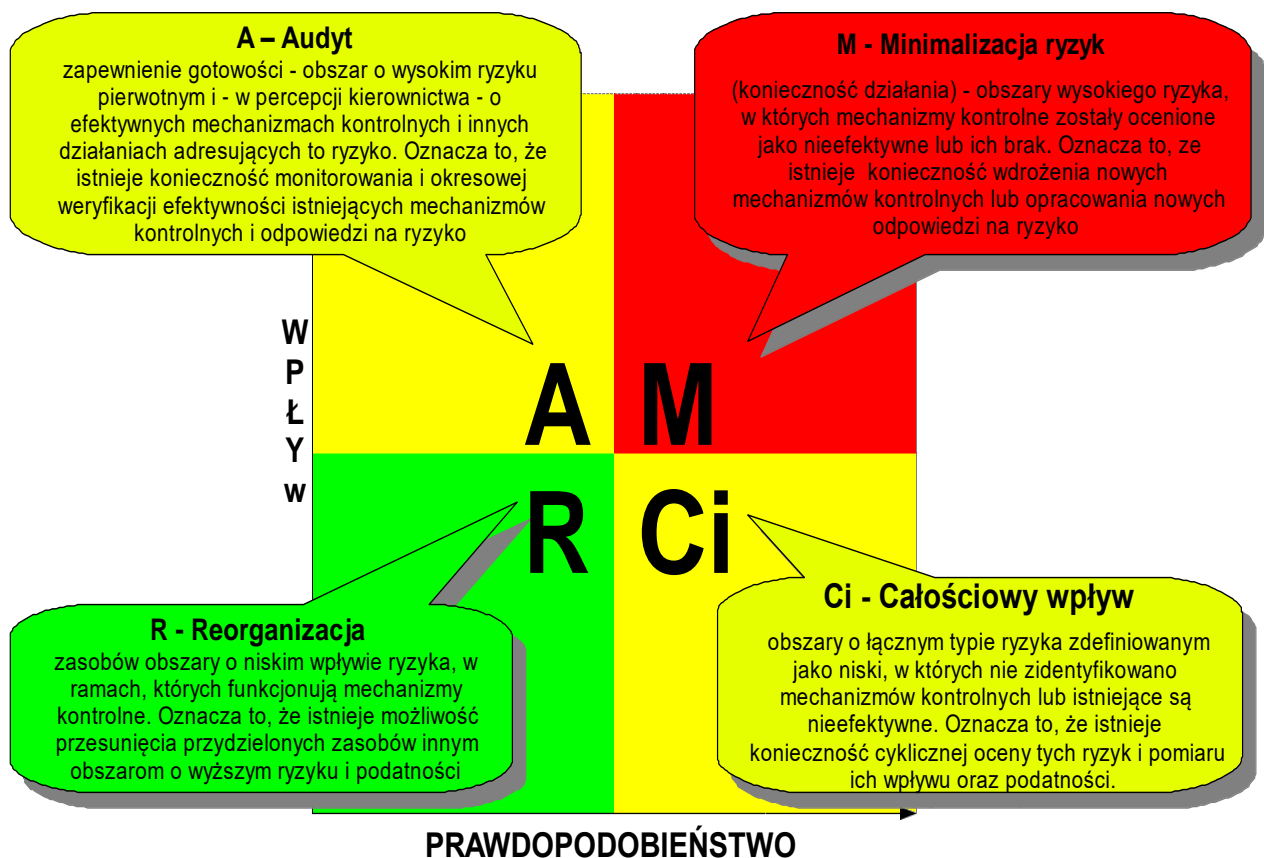 A – Audyt
zapewnienie gotowości - obszar o wysokim ryzyku
pierwotnym i - w percepcji kierownictwa - o
efektywnych mechanizmach kontrolnych i innych
działaniach adresujących to ryzyko. Oznacza to, że
istnieje konieczność monitorowania i okresowej
weryfikacji efektywności istniejących mechanizmów
kontrolnych i odpowiedzi na ryzyko
M - Minimalizacja ryzyk
(konieczność działania) - obszary wysokiego ryzyka,
w których mechanizmy kontrolne zostały ocenione
jako nieefektywne lub ich brak. Oznacza to, ze
istnieje konieczność wdrożenia nowych
mechanizmów kontrolnych lub opracowania nowych
odpowiedzi na ryzyko
W
P
Ł
Y
w
A M
R Ci
R - Reorganizacja
zasobów obszary o niskim wpływie ryzyka, w
ramach, których funkcjonują mechanizmy
kontrolne. Oznacza to, że istnieje możliwość
przesunięcia przydzielonych zasobów innym
obszarom o wyższym ryzyku i podatności
Ci - Całościowy wpływ
obszary o łącznym typie ryzyka zdefiniowanym
jako niski, w których nie zidentyfikowano
mechanizmów kontrolnych lub istniejące są
nieefektywne. Oznacza to, że istnieje
konieczność cyklicznej oceny tych ryzyk i pomiaru
ich wpływu oraz podatności.
PRAWDOPODOBIEŃSTWO